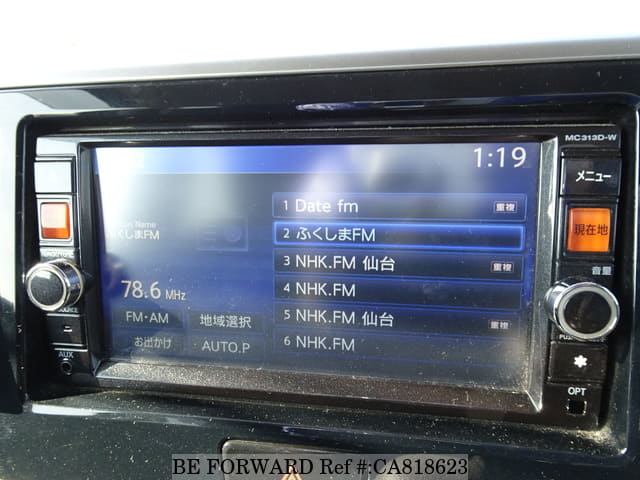 MC313D-W
1:19
メニュー
Name
ふくしまFM
1 Date fm 重複
2 ふくしまFM
現在地
3 NHK.FM 仙台 重複
音量
78.6 MHz
4 NHK.FM
FM・AM 地域選択
5 NHK.FM 仙台 重複
お出かけ AUTO.P
6 NHK.FM
AUX
OPT
BE FORWARD Ref #:CA818623